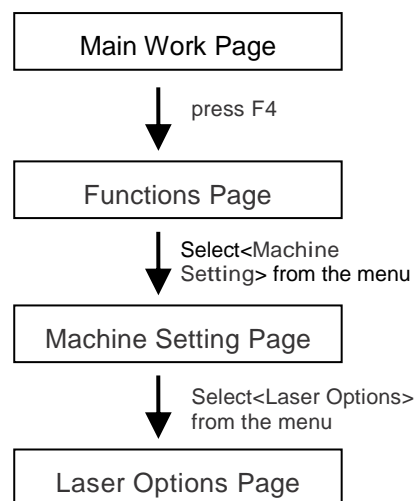 Main Work Page
press F4
Functions Page
Select<Machine
Setting> from the menu
Machine Setting Page
Select<Laser Options>
from the menu
Laser Options Page